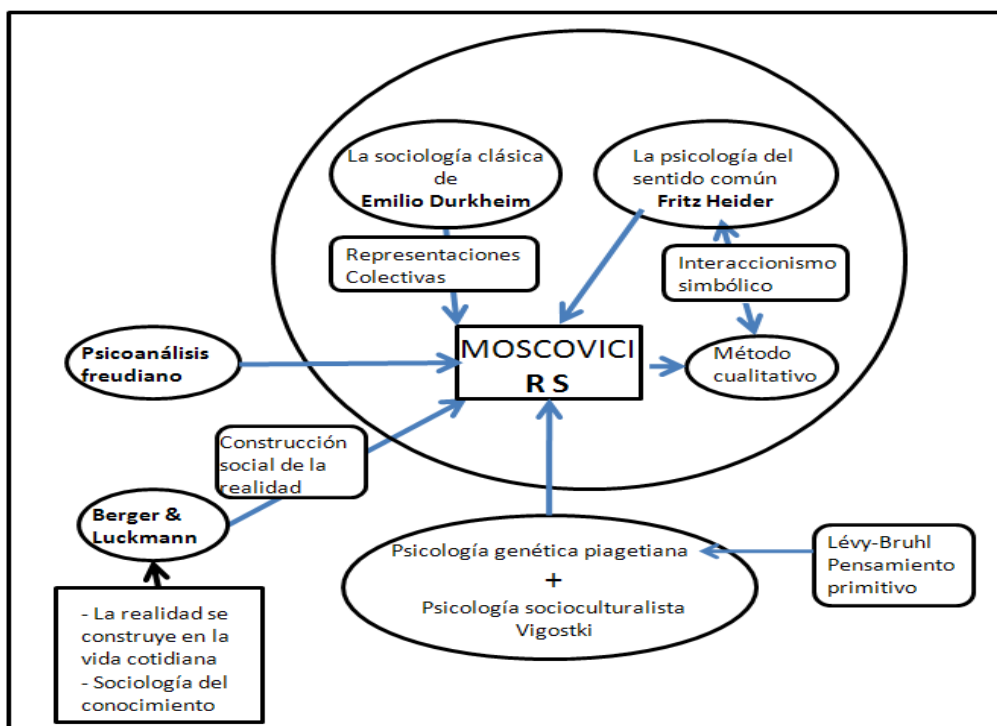 La sociología clásica
de
Emilio Durkheim
La psicología del
sentido común
Fritz Heider
Representaciones
Colectivas
Interaccionismo
simbólico
Psicoanálisis
freudiano
MOSCOVICI
R S
Método
cualitativo
Construcción
social de la
realidad
Berger &
Luckmann
Psicología genética piagetiana
+
Psicología socioculturalista
Vigostki
Lévy-Bruhl
Pensamiento
primitivo
- La realidad se
construye en la
vida cotidiana
- Sociología del
conocimiento